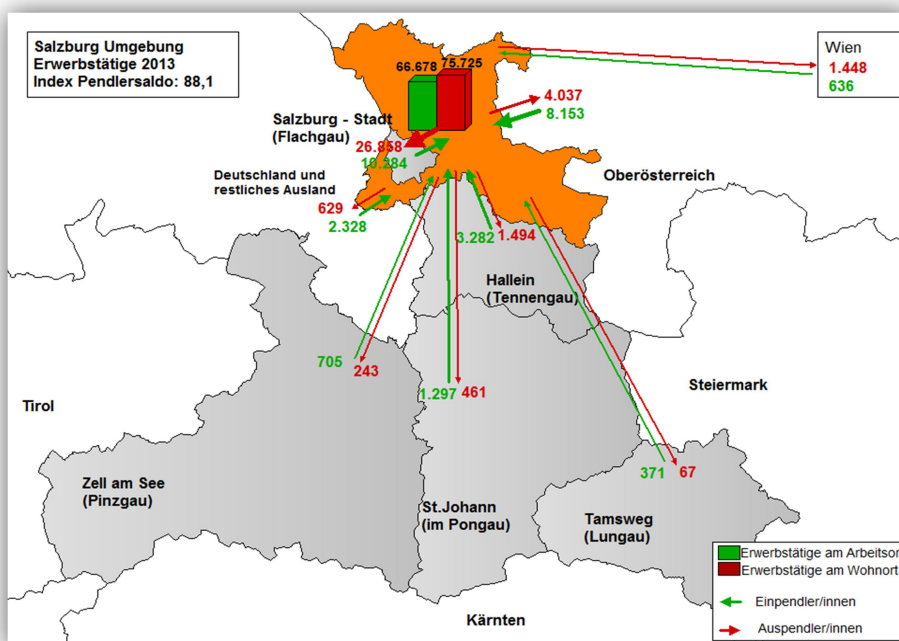 Salzburg Umgebung
Erwerbstätige 2013
Index Pendlersaldo: 88,1
Wien
1.448
636
66.678
75.725
4.037
8.153
Salzburg - Stadt
(Flachgau)
26.858
10.284
Deutschland und
restliches Ausland
629
2.328
Oberösterreich
3.282
1.494
Hallein
(Tennengau)
705
243
1.297
461
Steiermark
Tirol
371
67
Zell am See
(Pinzgau)
St.Johann
(im Pongau)
Tamsweg
(Lungau)
Kärnten
Erwerbstätige am Arbeitsor
Erwerbstätige am Wohnort
Einpendler/innen
Auspendler/innen